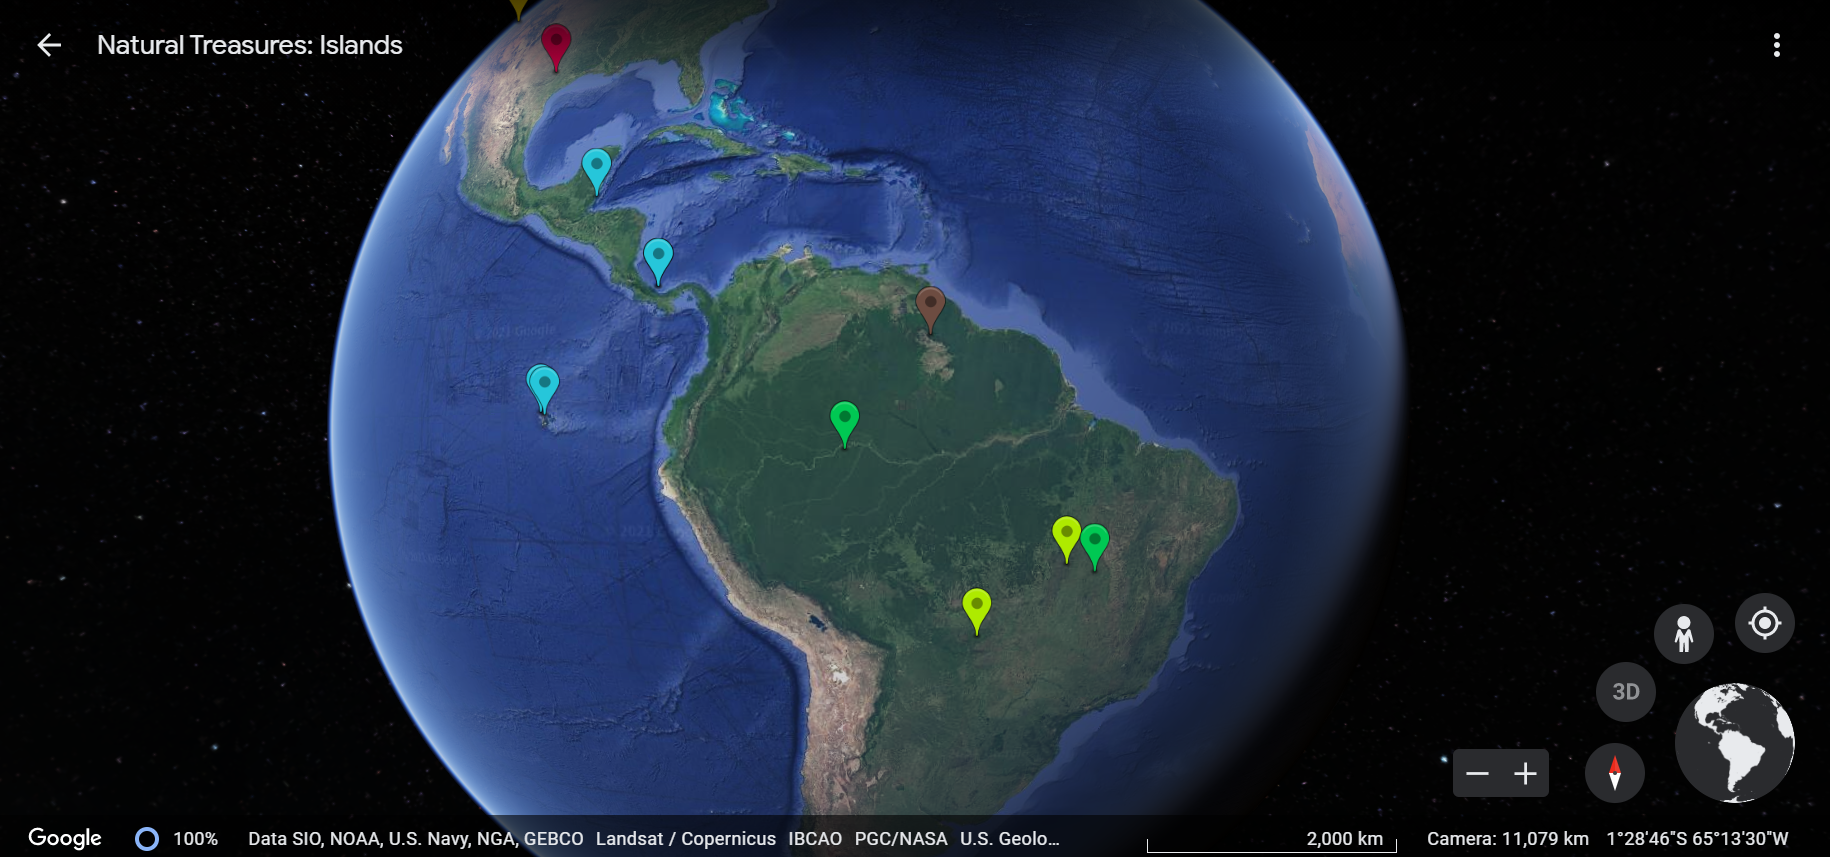 Natural Treasures: Islands
3D
Google
100%
Data SIO, NOAA, U.S. Navy, NGA, GEBCO Landsat / Copernicus IBCAO PGC/NASA U.S. Geolo...
2,000 km
Camera: 11,079 km 1°28'46"S 65°13'30"W